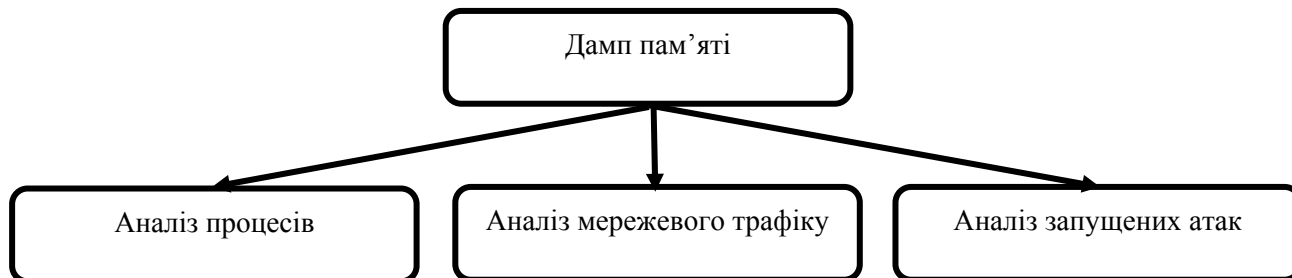 Дамп пам’яті
Аналіз процесів
Аналіз мережевого трафіку
Аналіз запущених атак